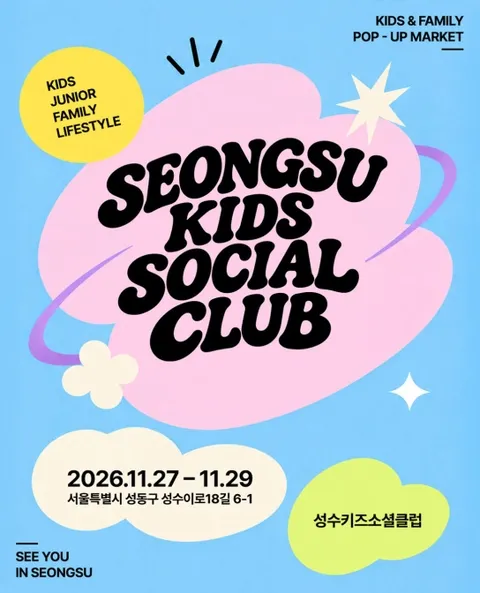 KIDS & FAMILY
POP - UP MARKET
KIDS
JUNIOR
FAMILY
LIFESTYLE
SEONGSU
KIDS
SOCIAL
CLUB
2026.11.27 – 11.29
서울특별시 성동구 성수이로18길 6-1
성수키즈소셜클럽
SEE YOU
IN SEONGSU